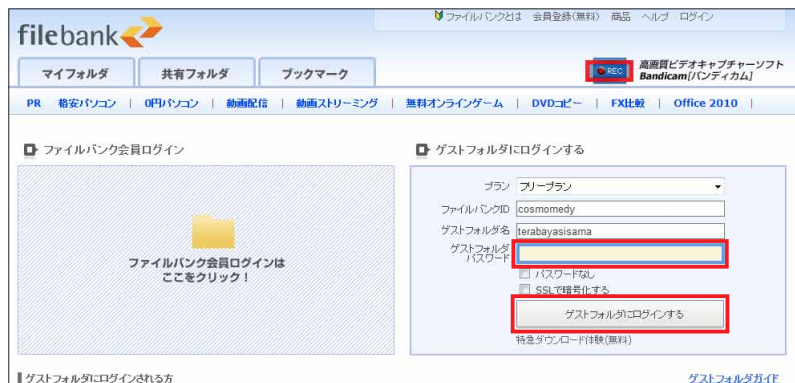 ファイルバンクとは 会員登録(無料) 商品 ヘルプ ログイン
filebank
マイフォルダ 共有フォルダ ブックマーク
REC 高画質ビデオキャプチャーソフト
Bandicam[バンディカム]
PR 格安パソコン | 0円パソコン | 動画配信 | 動画ストリーミング | 無料オンラインゲーム | DVDコピー | FX比較 | Office 2010 |
ファイルバンク会員ログイン
ファイルバンク会員ログインは
ここをクリック!
ゲストフォルダにログインする
プラン フリープラン
ファイルバンクID cosmomedy
ゲストフォルダ名 terabayasisama
ゲストフォルダ
パスワード
パスワードなし
SSLで暗号化する
ゲストフォルダにログインする
特急ダウンロード体験(無料)
ゲストフォルダにログインされる方
ゲストフォルダガイド